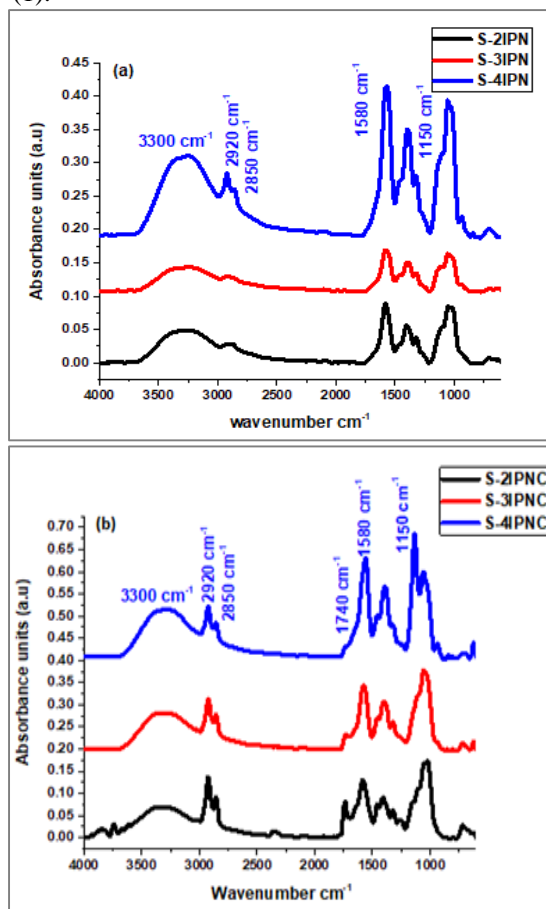 (1).
(a)
S-2IPN
S-3IPN
S-4IPN
3300 cm⁻¹
2920 cm⁻¹
2850 cm⁻¹
1580 cm⁻¹
1150 cm⁻¹
Absorbance units (a.u)
0.45
0.40
0.35
0.30
0.25
0.20
0.15
0.10
0.05
0.00
4000 3500 3000 2500 2000 1500 1000
wavenumber cm⁻¹
(b)
S-2IPNC
S-3IPNC
S-4IPNC
3300 cm⁻¹
2920 cm⁻¹
2850 cm⁻¹
1740 cm⁻¹
1580 cm⁻¹
1150 cm⁻¹
Absorbance units (a.u)
0.70
0.65
0.60
0.55
0.50
0.45
0.40
0.35
0.30
0.25
0.20
0.15
0.10
0.05
0.00
4000 3500 3000 2500 2000 1500 1000
Wavenumber cm⁻¹